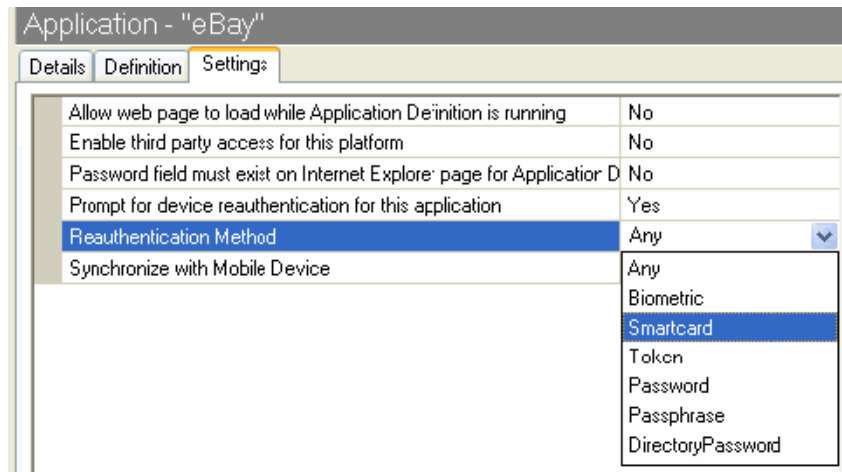 Application - "eBay"
Details Definition Settings
Allow web page to load while Application Definition is running No
Enable third party access for this platform No
Password field must exist on Internet Explorer page for Application D No
Prompt for device reauthentication for this application Yes
Reauthentication Method Any
Synchronize with Mobile Device
Any
Biometric
Smartcard
Token
Password
Passphrase
DirectoryPassword